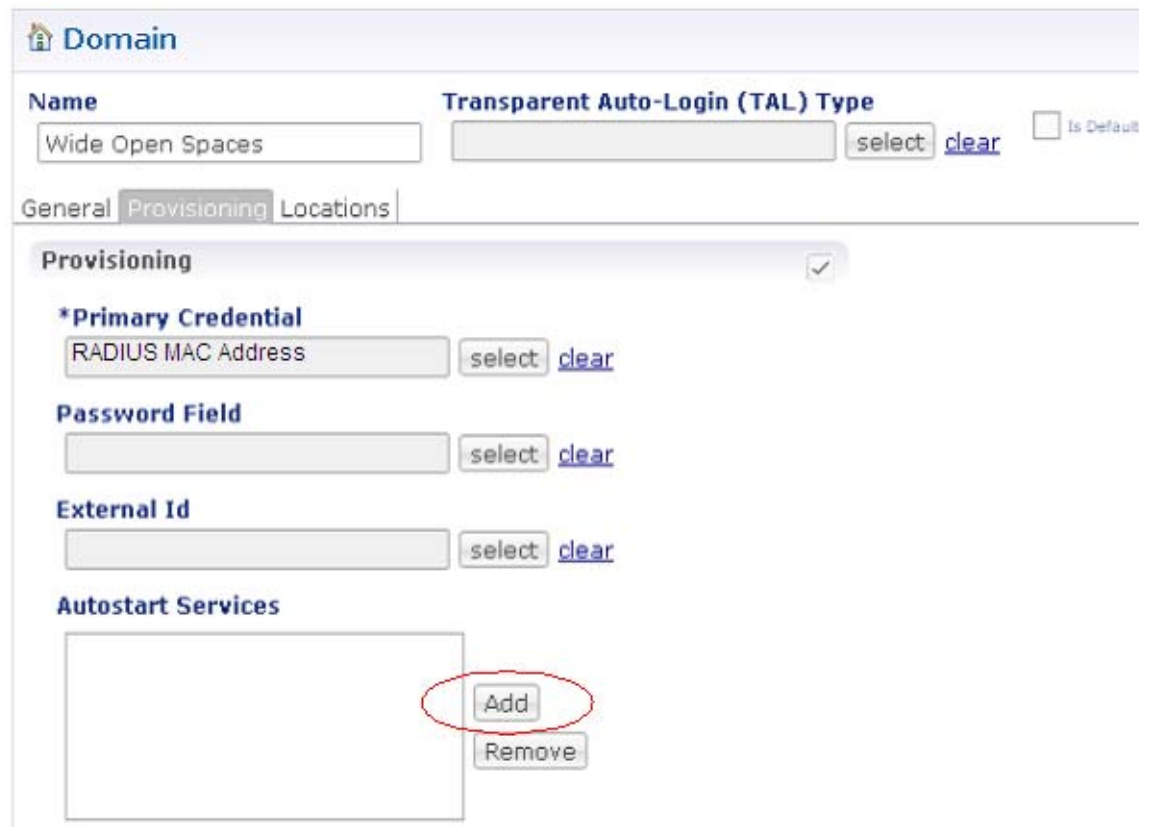 Domain
Name
Transparent Auto-Login (TAL) Type
Wide Open Spaces
select clear
Is Default
General Provisioning Locations
Provisioning
*Primary Credential
RADIUS MAC Address
select clear
Password Field
select clear
External Id
select clear
Autostart Services
Add
Remove